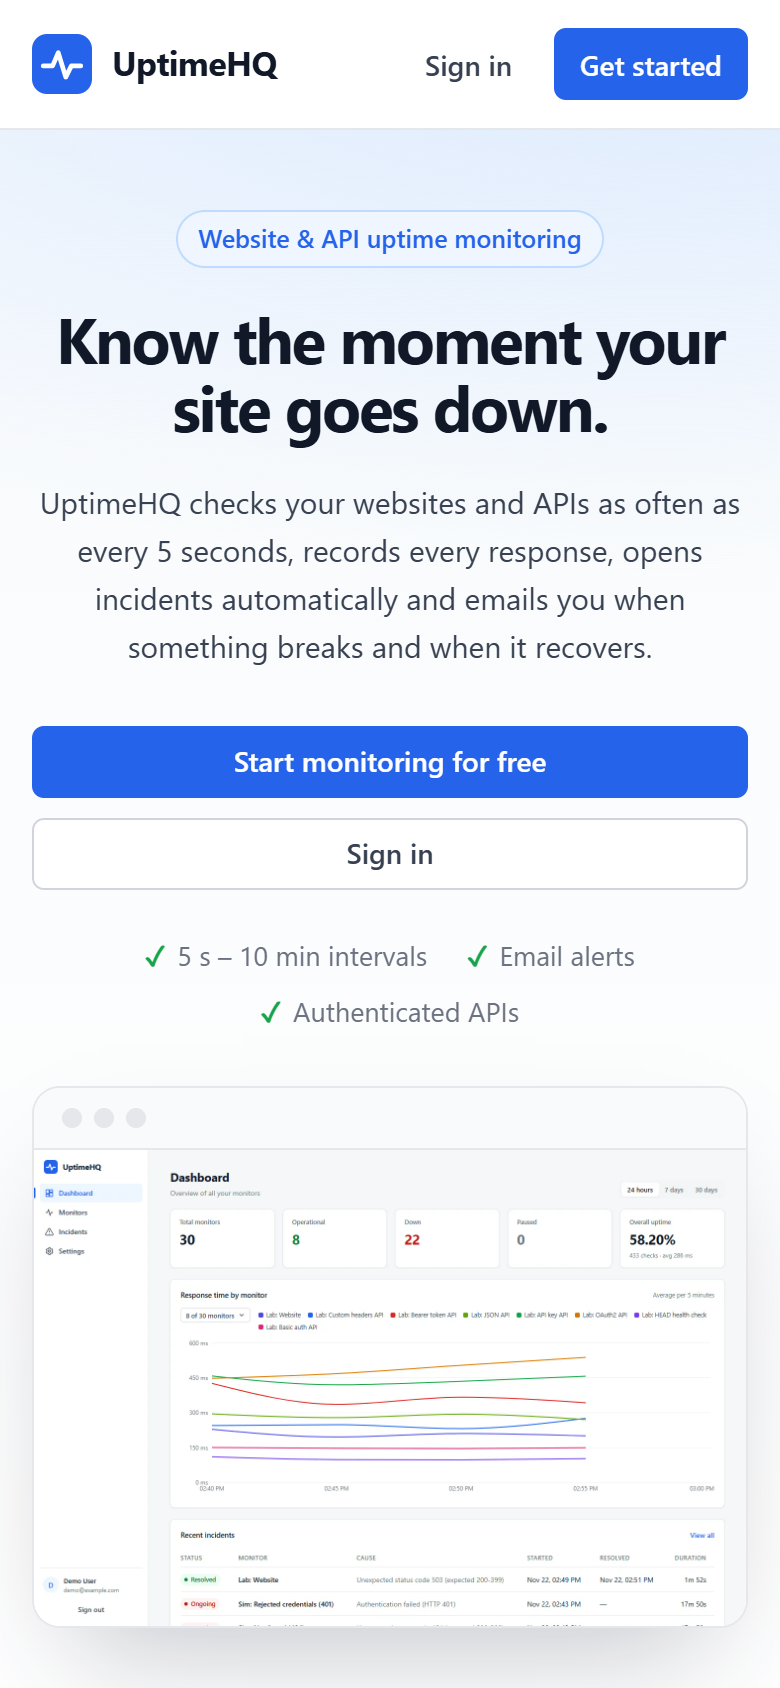 UptimeHQ
Sign in
Get started
Website & API uptime monitoring
Know the moment your
site goes down.
UptimeHQ checks your websites and APIs as often as
every 5 seconds, records every response, opens
incidents automatically and emails you when
something breaks and when it recovers.
Start monitoring for free
Sign in
✓ 5 s – 10 min intervals ✓ Email alerts
✓ Authenticated APIs
UptimeHQ
Dashboard
Monitors
Incidents
Settings
Demo User
demo@example.com
Sign out
Dashboard
Overview of all your monitors
24 hours 7 days 30 days
Total monitors
30
Operational
8
Down
22
Paused
0
Overall uptime
58.20%
433 checks · avg 286 ms
Response time by monitor
Average per 5 minutes
8 of 30 monitors
Lab: Website Lab: Custom headers API Lab: Bearer token API Lab: JSON API Lab: API key API Lab: OAuth2 API Lab: HEAD health check
Lab: Basic auth API
600 ms
450 ms
300 ms
150 ms
0 ms
02:40 PM 02:45 PM 02:50 PM 02:55 PM 03:00 PM
Recent incidents
View all
STATUS MONITOR CAUSE STARTED RESOLVED DURATION
Resolved Lab: Website Unexpected status code 503 (expected 200-399) Nov 22, 02:49 PM Nov 22, 02:51 PM 1m 52s
Ongoing Sim: Rejected credentials (401) Authentication failed (HTTP 401) Nov 22, 02:43 PM — 17m 50s